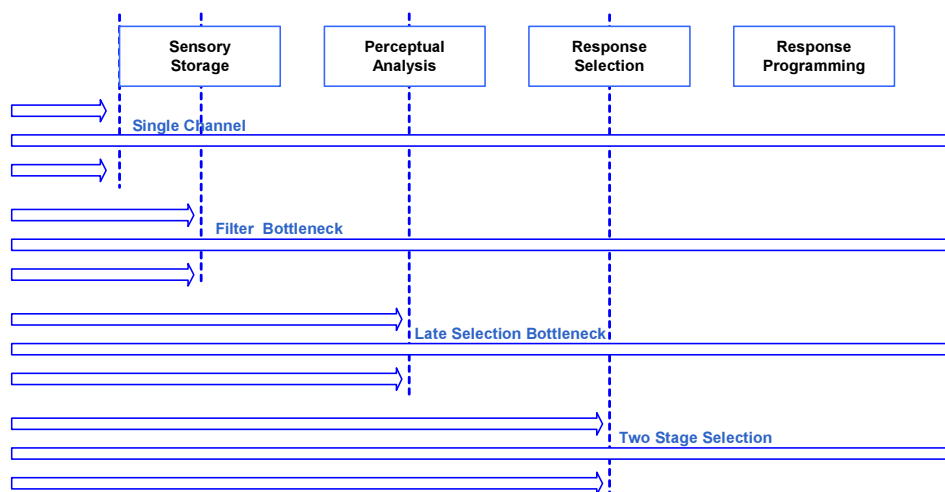 Sensory
Storage
Perceptual
Analysis
Response
Selection
Response
Programming
Single Channel
Filter Bottleneck
Late Selection Bottleneck
Two Stage Selection